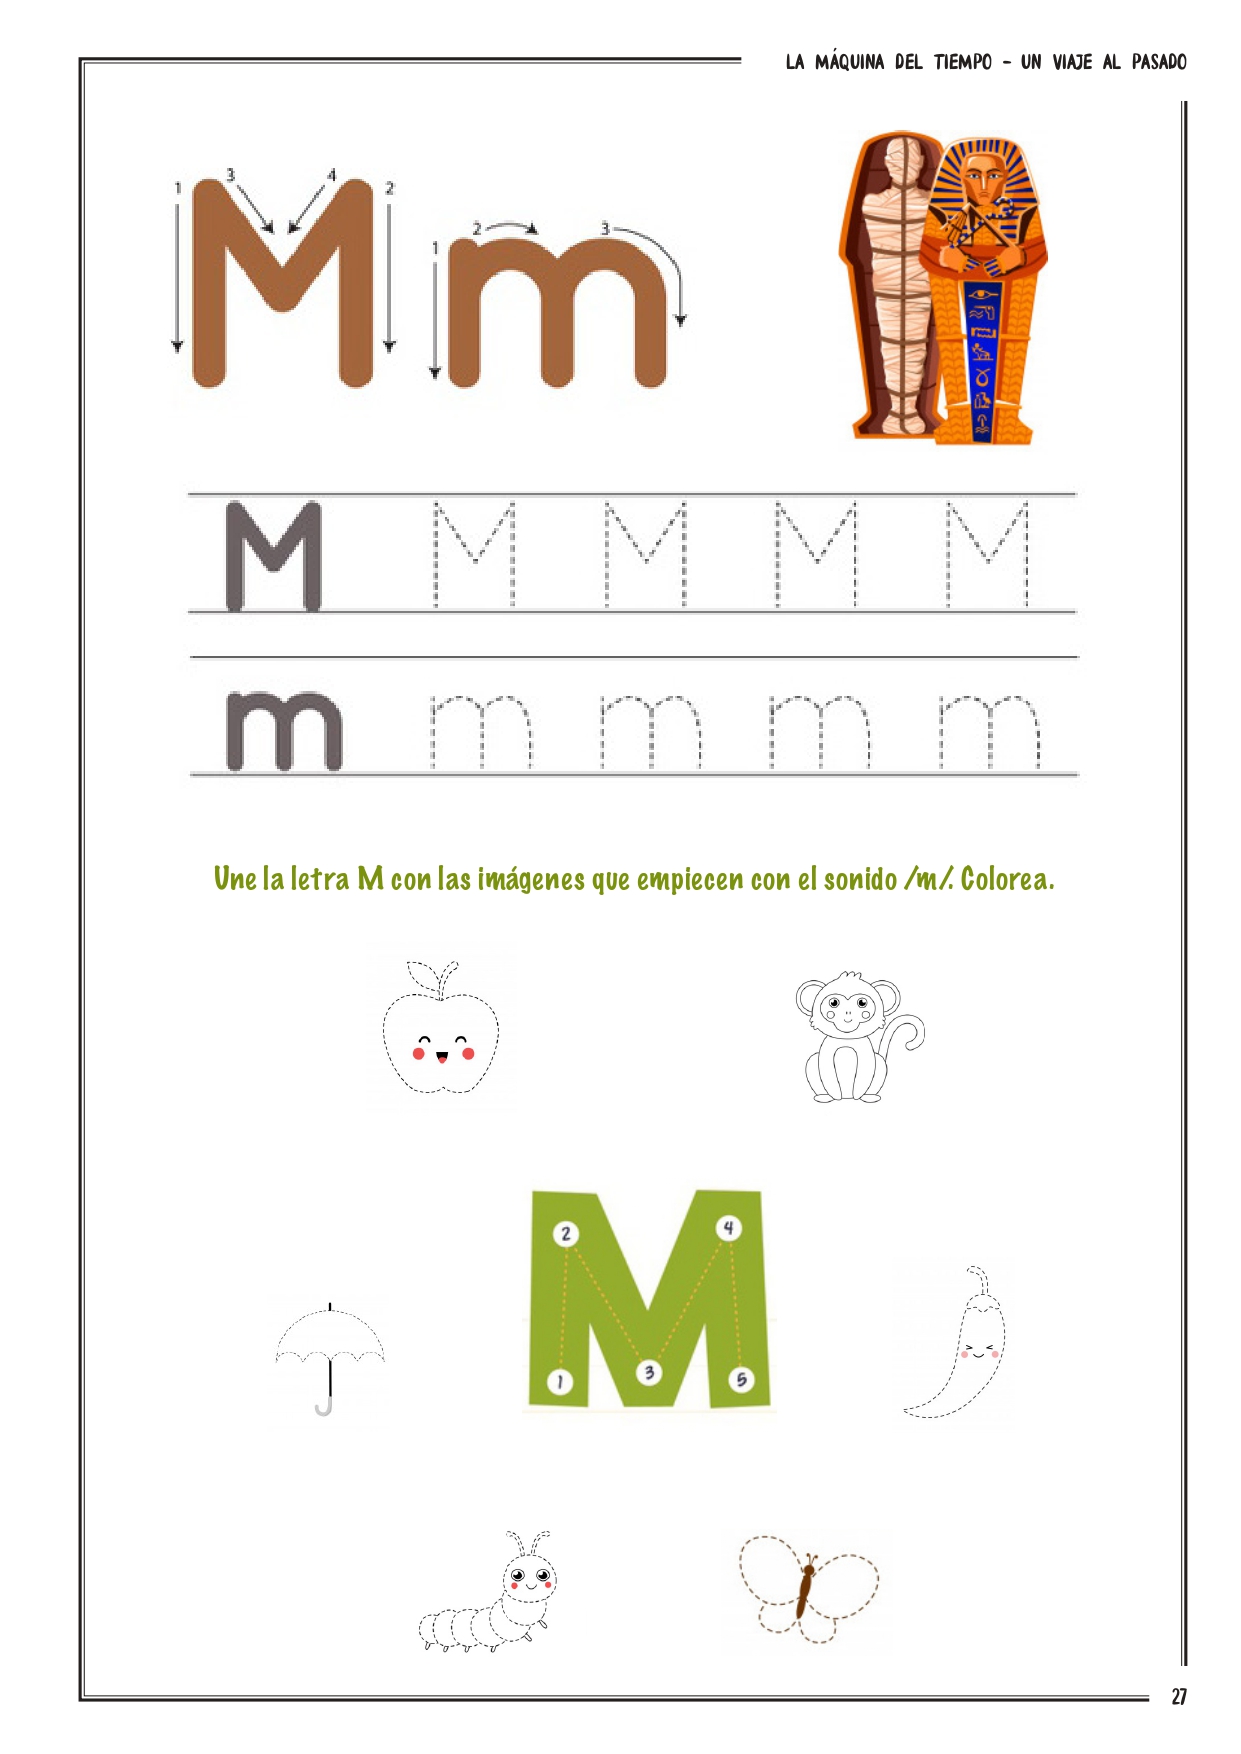 LA MÁQUINA DEL TIEMPO - UN VIAJE AL PASADO
1 3 4 2
M
1 2 3
m
M M M M M
m m m m m
Une la letra M con las imágenes que empiecen con el sonido /m/. Colorea.
M
2 4
1 3 5
27